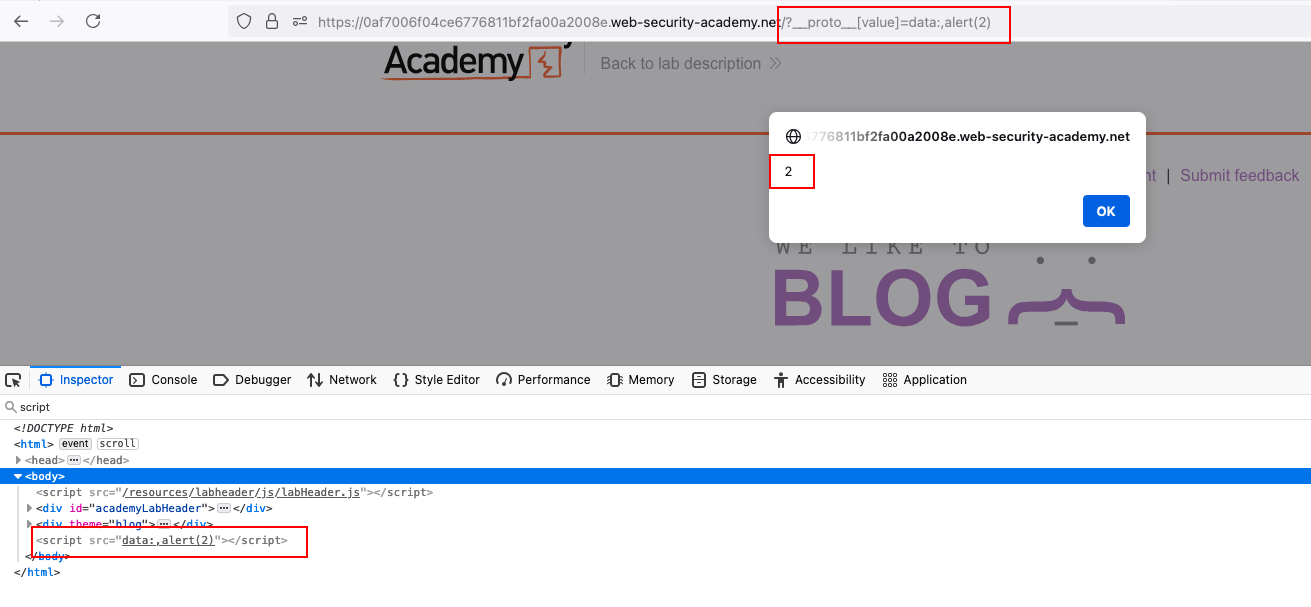 https://0af7006f04ce6776811bf2fa00a2008e.web-security-academy.net/?__proto__[value]=data:,alert(2)
Academy
Back to lab description
776811bf2fa00a2008e.web-security-academy.net
2
nt | Submit feedback
OK
WE LIKE TO
BLOG
Inspector Console Debugger Network Style Editor Performance Memory Storage Accessibility Application
script
<!DOCTYPE html>
<html> event scroll
<head> ••• </head>
<body>
<script src="/resources/labheader/js/labHeader.js"></script>
<div id="academyLabHeader"> ••• </div>
<div theme="blog"> ••• </div>
<script src="data:,alert(2)"></script>
</body>
</html>